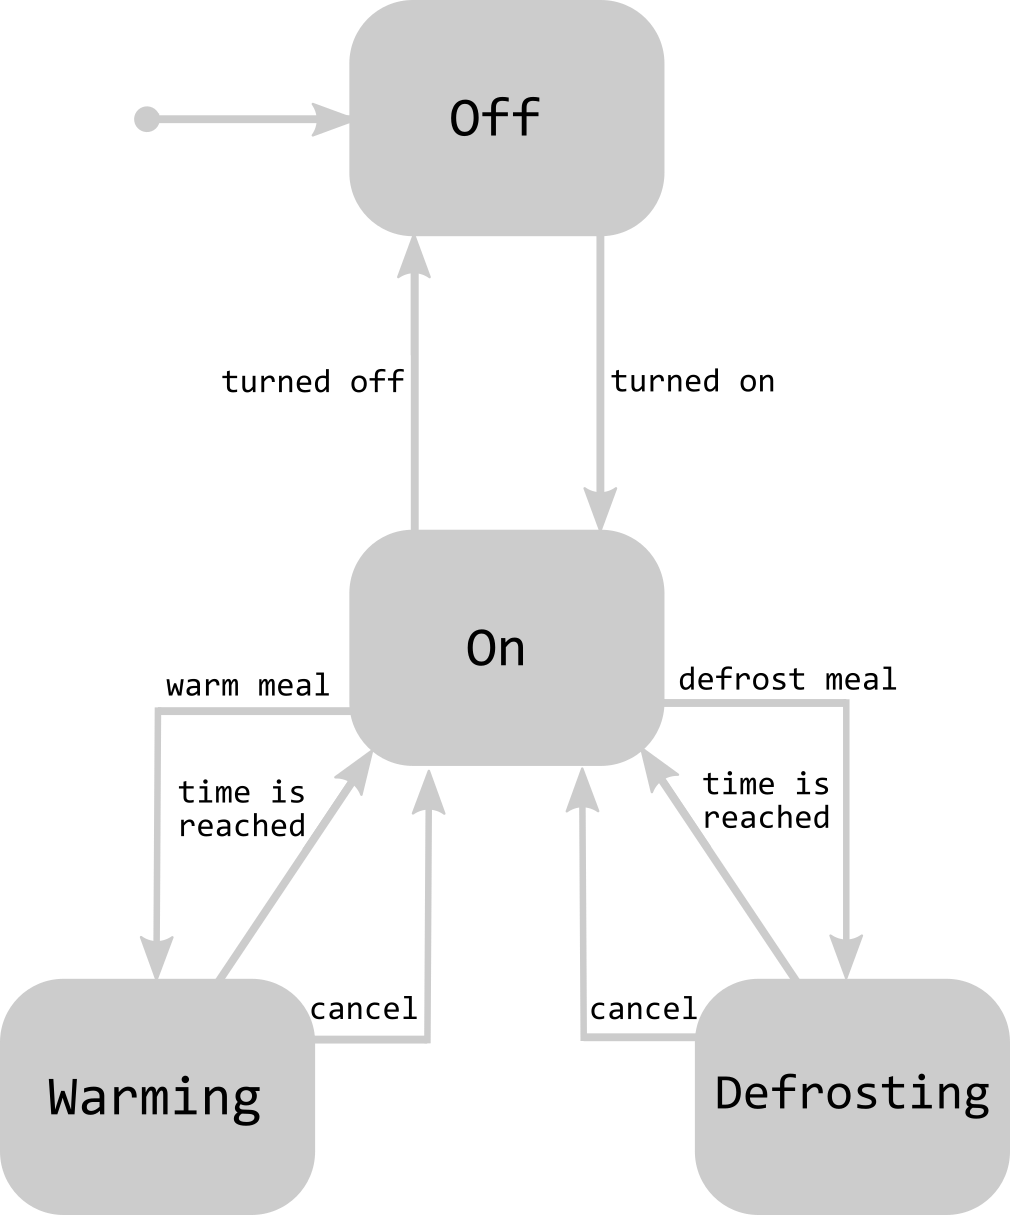 Off
turned off
turned on
On
warm meal
defrost meal
time is
reached
time is
reached
cancel
cancel
Warming
Defrosting